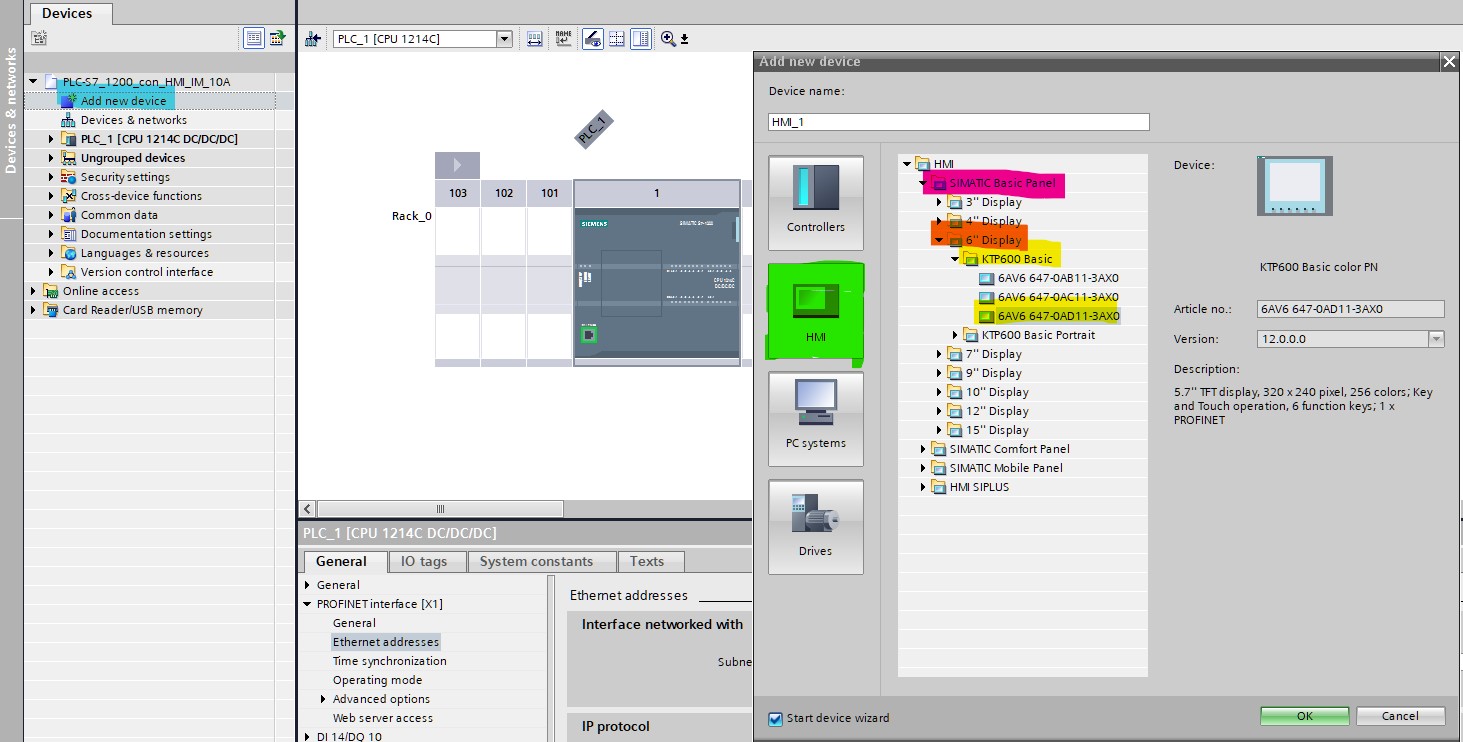 Devices & networks
Devices
PLC-S7_1200_con_HMI_IM_10A
Add new device
Devices & networks
PLC_1 [CPU 1214C DC/DC/DC]
Ungrouped devices
Security settings
Cross-device functions
Common data
Documentation settings
Languages & resources
Version control interface
Online access
Card Reader/USB memory
PLC_1 [CPU 1214C]
PLC_1
103 102 101 1
Rack_0
SIEMENS
SIMATIC S7-1200
CPU 1214C
DC/DC/DC
PLC_1 [CPU 1214C DC/DC/DC]
General IO tags System constants Texts
General
PROFINET interface [X1]
General
Ethernet addresses
Time synchronization
Operating mode
Advanced options
Web server access
DI 14/DQ 10
Ethernet addresses
Interface networked with
Subne
IP protocol
Add new device
Device name:
HMI_1
Controllers
HMI
PC systems
Drives
HMI
SIMATIC Basic Panel
3'' Display
4'' Display
6'' Display
KTP600 Basic
6AV6 647-0AB11-3AX0
6AV6 647-0AC11-3AX0
6AV6 647-0AD11-3AX0
KTP600 Basic Portrait
7'' Display
9'' Display
10'' Display
12'' Display
15'' Display
SIMATIC Comfort Panel
SIMATIC Mobile Panel
HMI SIPLUS
Device:
KTP600 Basic color PN
Article no.: 6AV6 647-0AD11-3AX0
Version: 12.0.0.0
Description:
5.7'' TFT display, 320 x 240 pixel, 256 colors; Key
and Touch operation, 6 function keys; 1 x
PROFINET
Start device wizard
OK Cancel